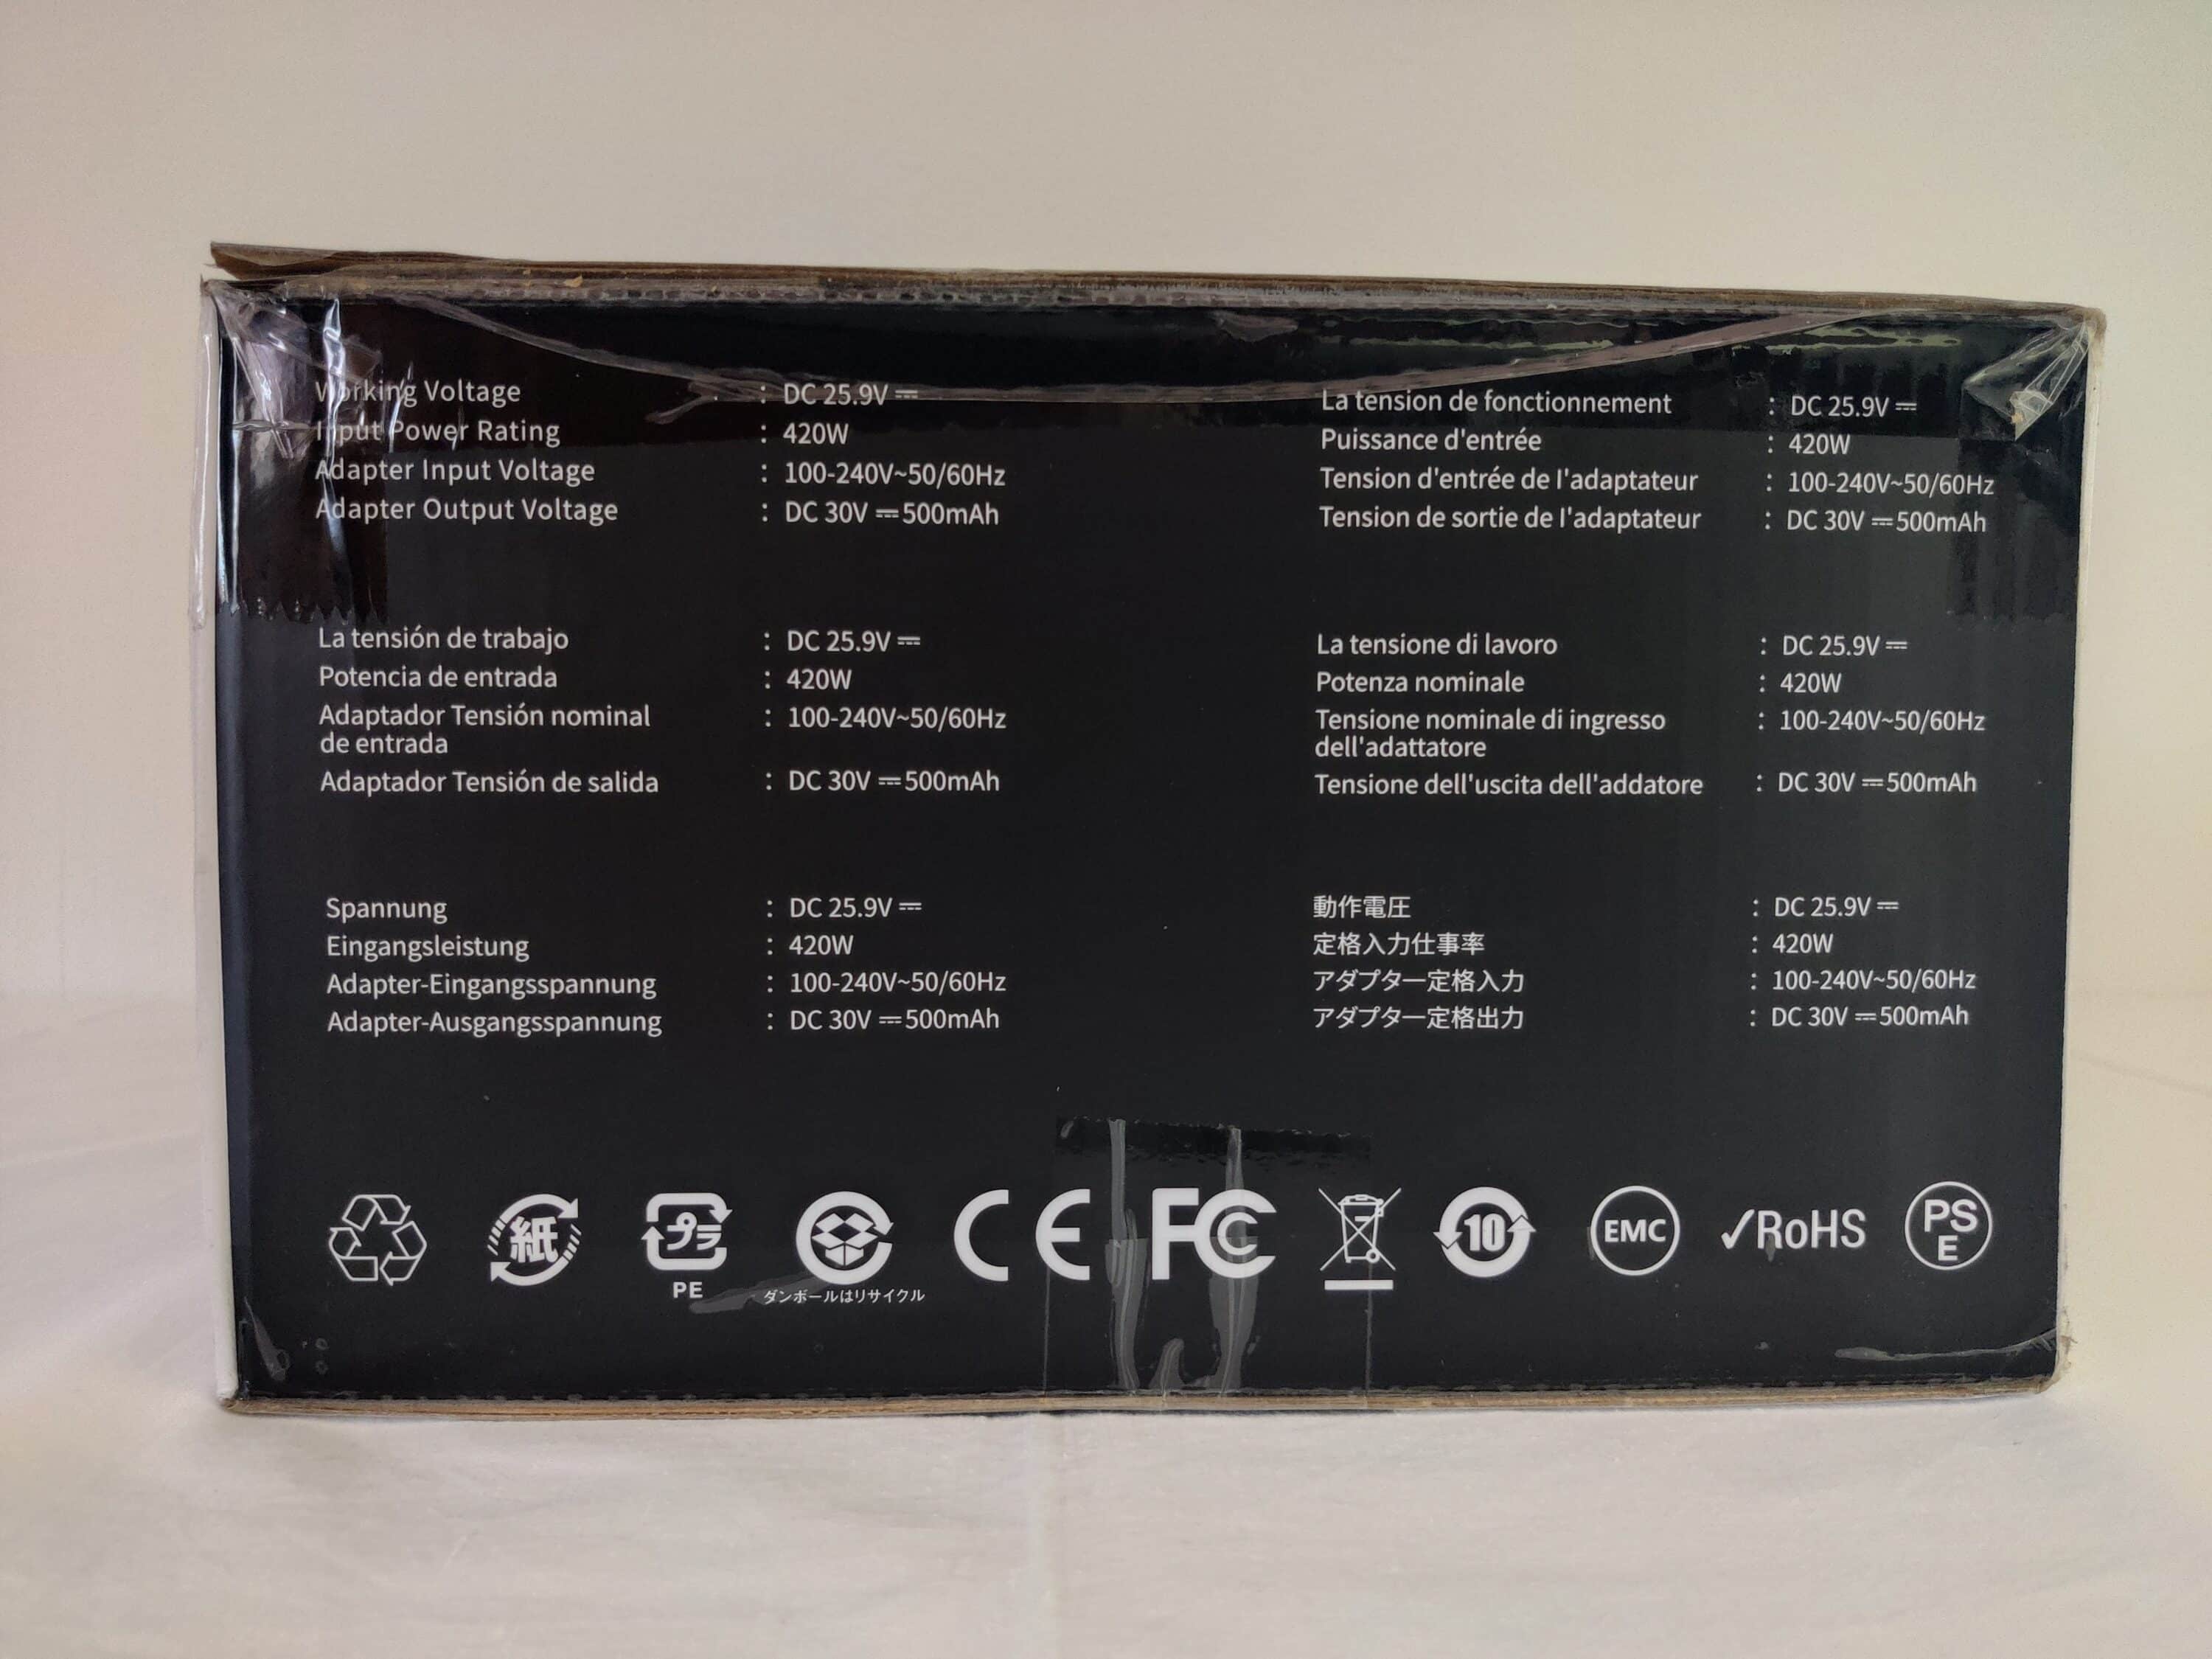 Working Voltage : DC 25.9V ⎓
Input Power Rating : 420W
Adapter Input Voltage : 100-240V~50/60Hz
Adapter Output Voltage : DC 30V ⎓500mAh
La tension de fonctionnement : DC 25.9V ⎓
Puissance d'entrée : 420W
Tension d'entrée de l'adaptateur : 100-240V~50/60Hz
Tension de sortie de l'adaptateur : DC 30V ⎓500mAh
La tensión de trabajo : DC 25.9V ⎓
Potencia de entrada : 420W
Adaptador Tensión nominal : 100-240V~50/60Hz
de entrada
Adaptador Tensión de salida : DC 30V ⎓500mAh
La tensione di lavoro : DC 25.9V ⎓
Potenza nominale : 420W
Tensione nominale di ingresso : 100-240V~50/60Hz
dell'adattatore
Tensione dell'uscita dell'addatore : DC 30V ⎓500mAh
Spannung : DC 25.9V ⎓
Eingangsleistung : 420W
Adapter-Eingangsspannung : 100-240V~50/60Hz
Adapter-Ausgangsspannung : DC 30V ⎓500mAh
動作電圧 : DC 25.9V ⎓
定格入力仕事率 : 420W
アダプター定格入力 : 100-240V~50/60Hz
アダプター定格出力 : DC 30V ⎓500mAh
紙 プラ CE FC 10 EMC ✓RoHS PSE
PE ダンボールはリサイクル